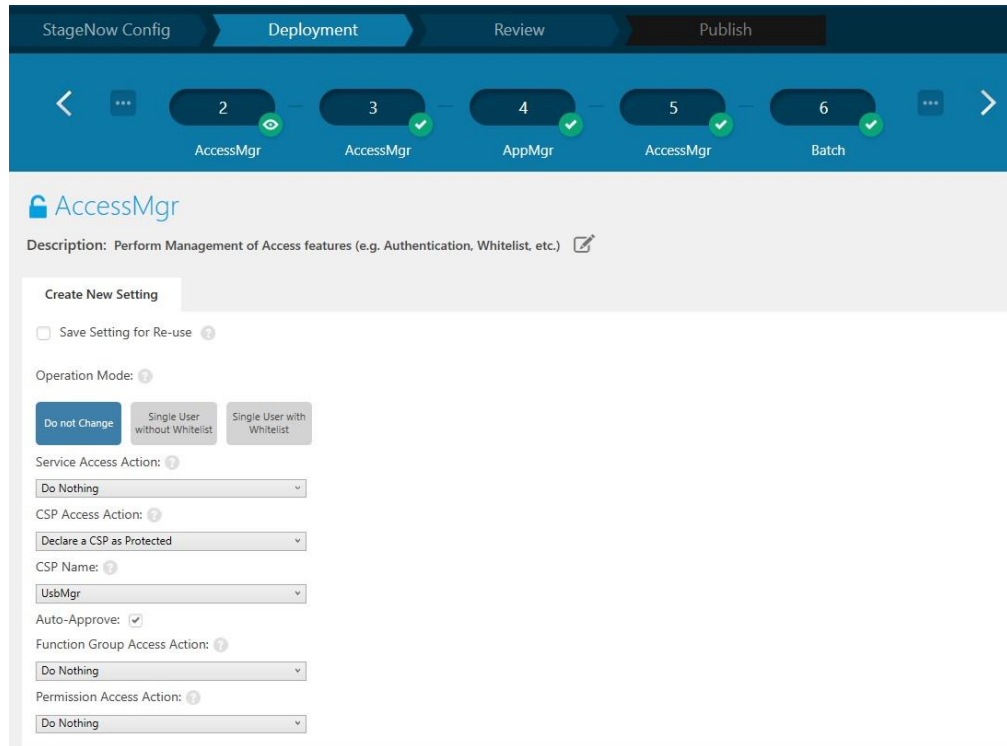 StageNow Config
Deployment
Review
Publish
2
3
4
5
6
AccessMgr
AccessMgr
AppMgr
AccessMgr
Batch
AccessMgr
Description: Perform Management of Access features (e.g. Authentication, Whitelist, etc.)
Create New Setting
Save Setting for Re-use ?
Operation Mode: ?
Do not Change
Single User
without Whitelist
Single User with
Whitelist
Service Access Action: ?
Do Nothing
CSP Access Action: ?
Declare a CSP as Protected
CSP Name: ?
UsbMgr
Auto-Approve:
Function Group Access Action: ?
Do Nothing
Permission Access Action: ?
Do Nothing